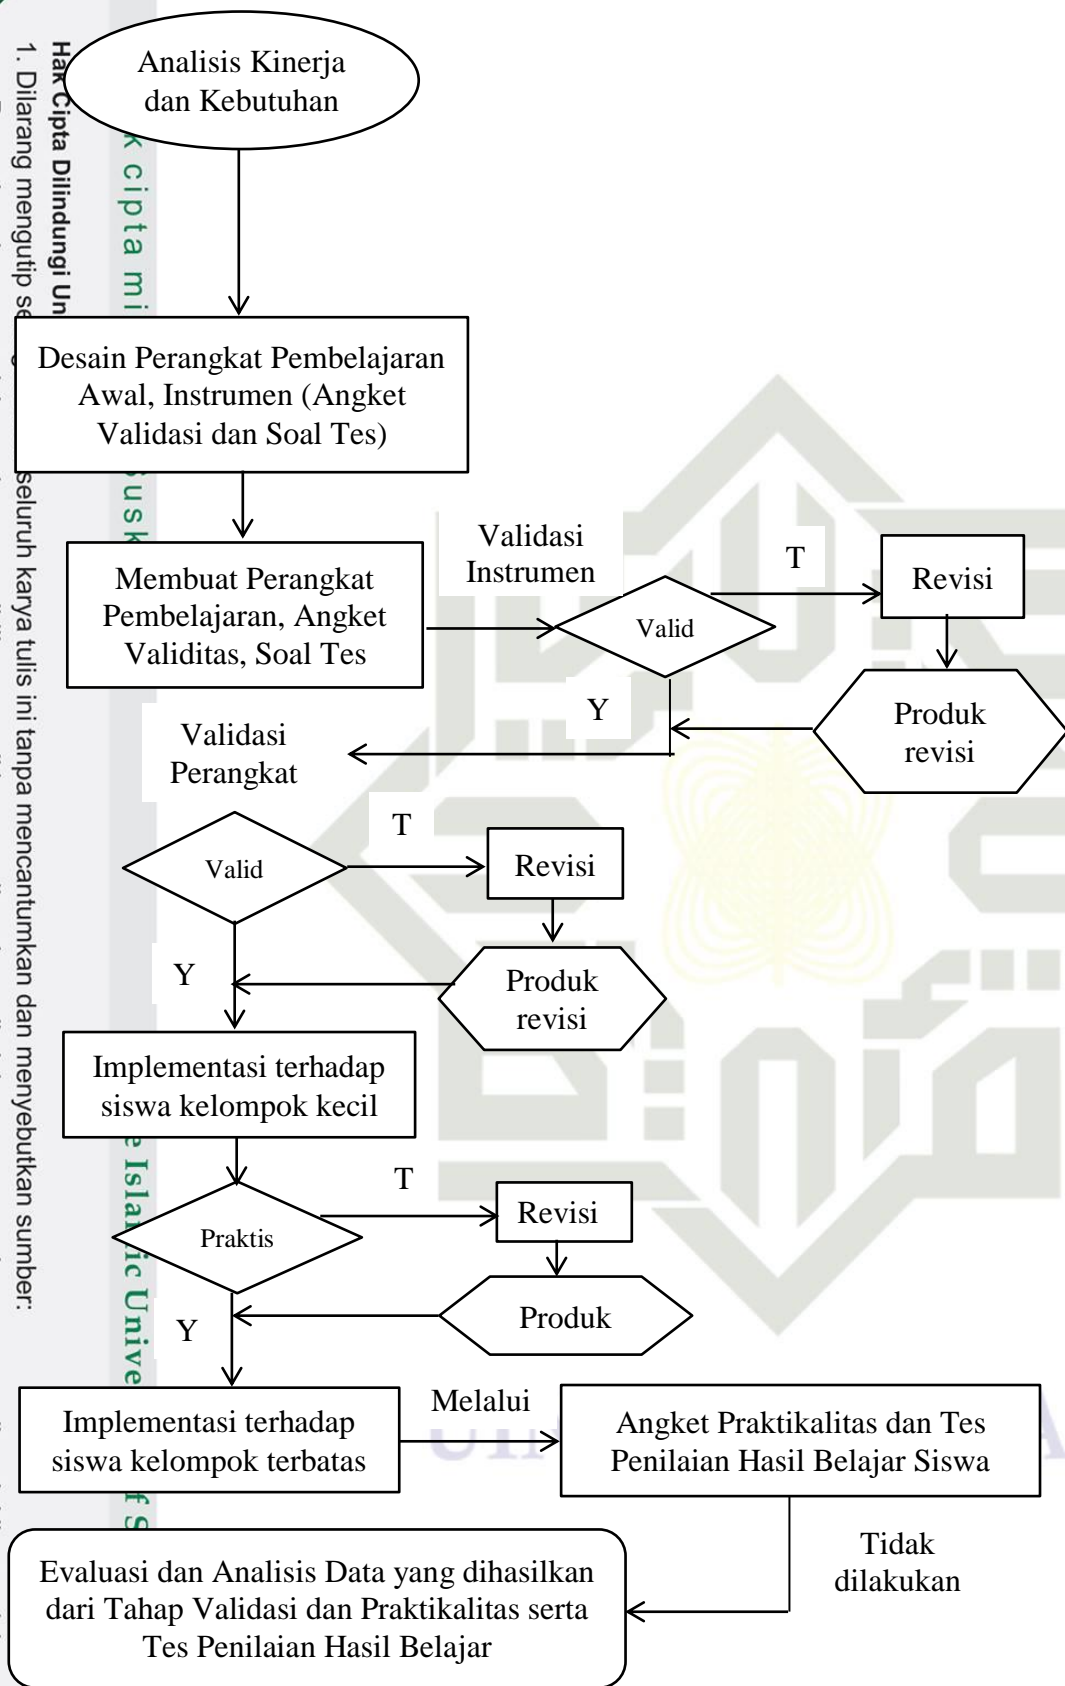 Analisis Kinerja
dan Kebutuhan
Desain Perangkat Pembelajaran
Awal, Instrumen (Angket
Validasi dan Soal Tes)
Membuat Perangkat
Pembelajaran, Angket
Validitas, Soal Tes
Validasi
Instrumen
Valid
T
Revisi
Produk
revisi
Y
Validasi
Perangkat
Valid
T
Revisi
Produk
revisi
Y
Implementasi terhadap
siswa kelompok kecil
Praktis
T
Revisi
Produk
Y
Implementasi terhadap
siswa kelompok terbatas
Melalui
Angket Praktikalitas dan Tes
Penilaian Hasil Belajar Siswa
Tidak
dilakukan
Evaluasi dan Analisis Data yang dihasilkan
dari Tahap Validasi dan Praktikalitas serta
Tes Penilaian Hasil Belajar
Hak Cipta Dilindungi Un
1. Dilarang mengutip se seluruh karya tulis ini tanpa mencantumkan dan menyebutkan sumber:
k cipta mi
Islamic Unive